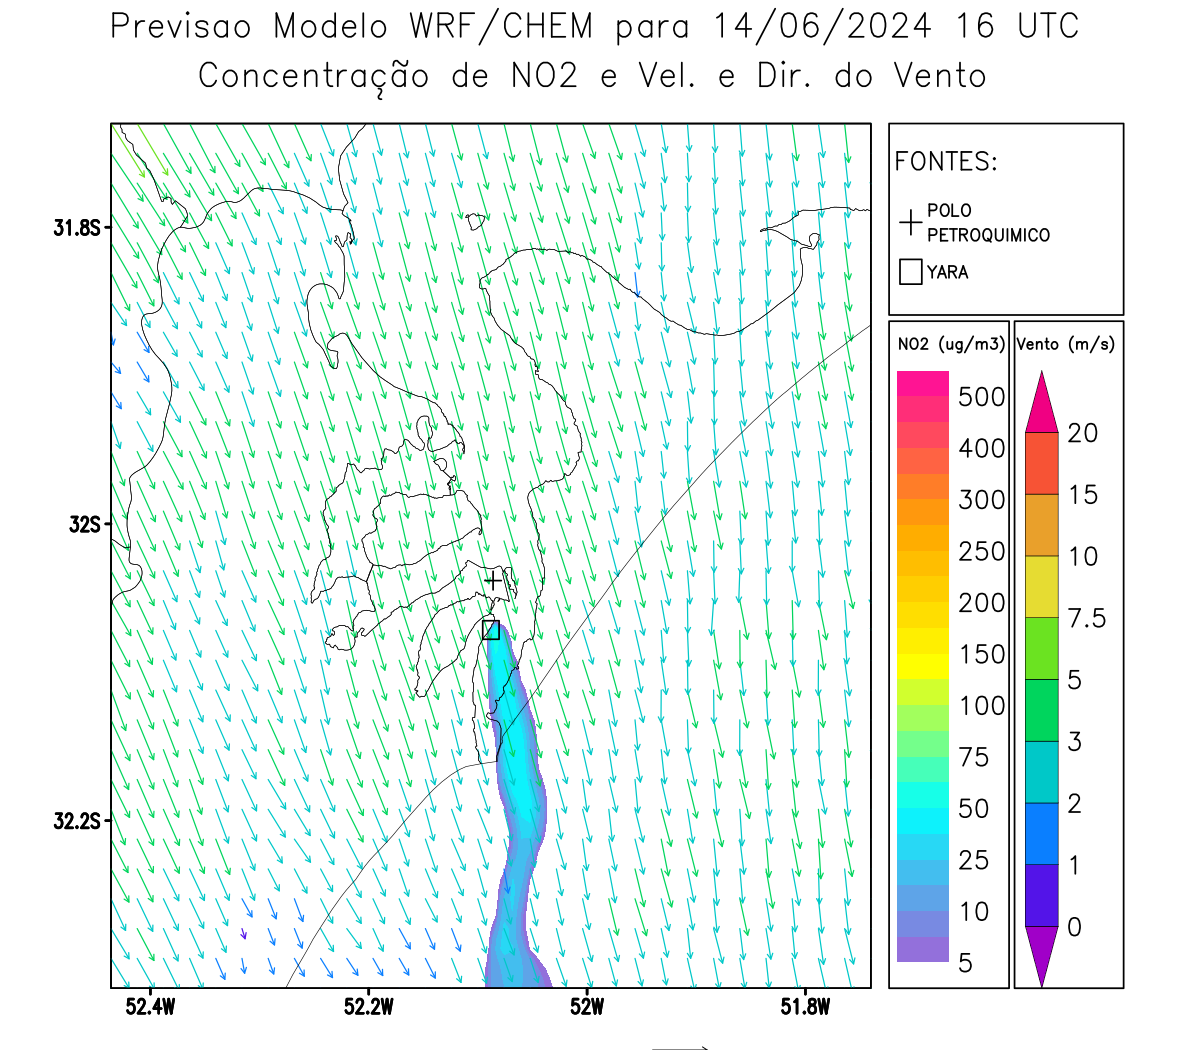 Previsao Modelo WRF/CHEM para 14/06/2024 16 UTC
Concentração de NO2 e Vel. e Dir. do Vento
FONTES:
POLO
PETROQUIMICO
YARA
NO2 (ug/m3)
500
400
300
250
200
150
100
75
50
25
10
5
Vento (m/s)
20
15
10
7.5
5
3
2
1
0
31.8S
32S
32.2S
52.4W
52.2W
52W
51.8W